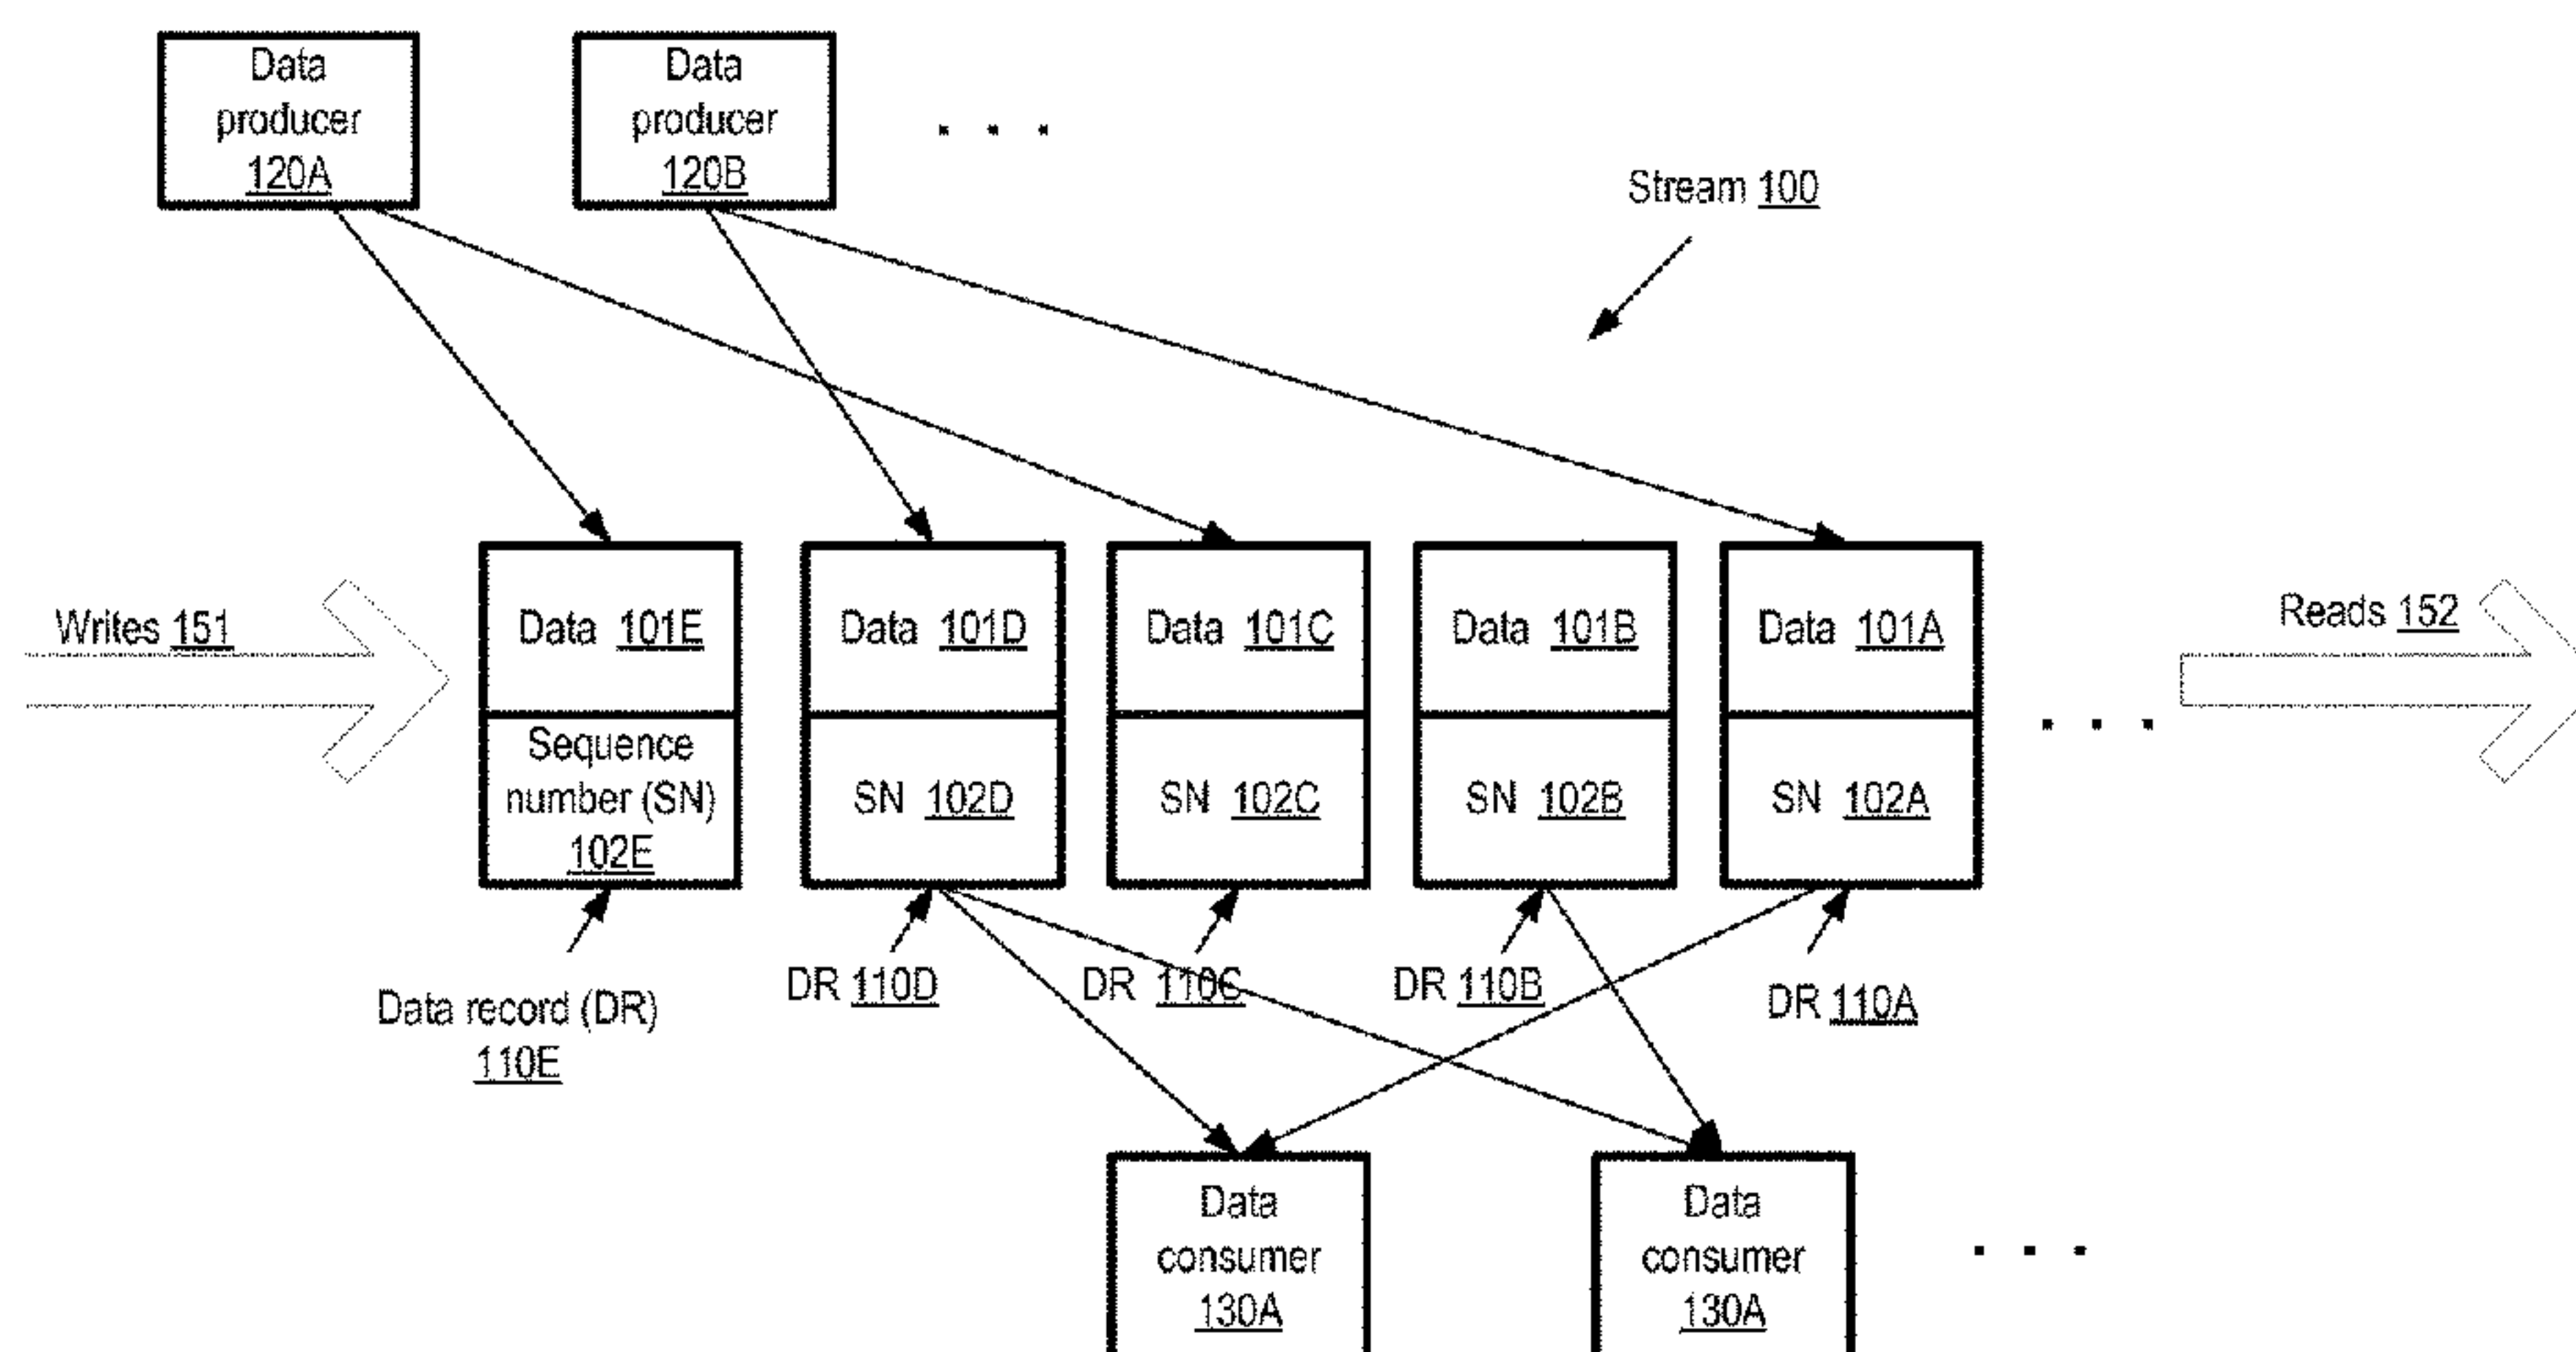 Data
producer
120A
Data
producer
120B
. . .
Stream 100
Writes 151
Data 101E
Data 101D
Data 101C
Data 101B
Data 101A
Reads 152
Sequence
number (SN)
102E
SN 102D
SN 102C
SN 102B
SN 102A
. . .
Data record (DR)
110E
DR 110D
DR 110C
DR 110B
DR 110A
Data
consumer
130A
Data
consumer
130A
. . .